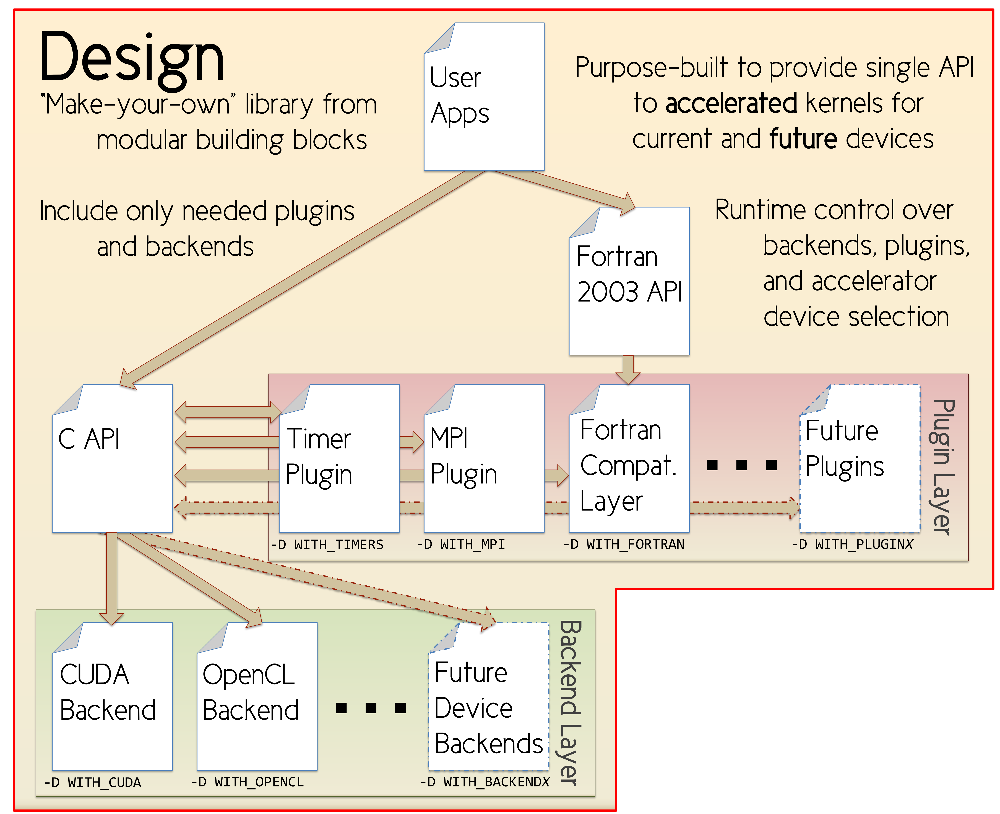 Design
“Make-your-own” library from
modular building blocks
Include only needed plugins
and backends
User
Apps
Purpose-built to provide single API
to accelerated kernels for
current and future devices
Runtime control over
backends, plugins,
and accelerator
device selection
Fortran
2003 API
C API
Timer
Plugin
MPI
Plugin
Fortran
Compat.
Layer
Future
Plugins
Plugin Layer
-D WITH_TIMERS
-D WITH_MPI
-D WITH_FORTRAN
-D WITH_PLUGINX
CUDA
Backend
OpenCL
Backend
Future
Device
Backends
Backend Layer
-D WITH_CUDA
-D WITH_OPENCL
-D WITH_BACKENDX